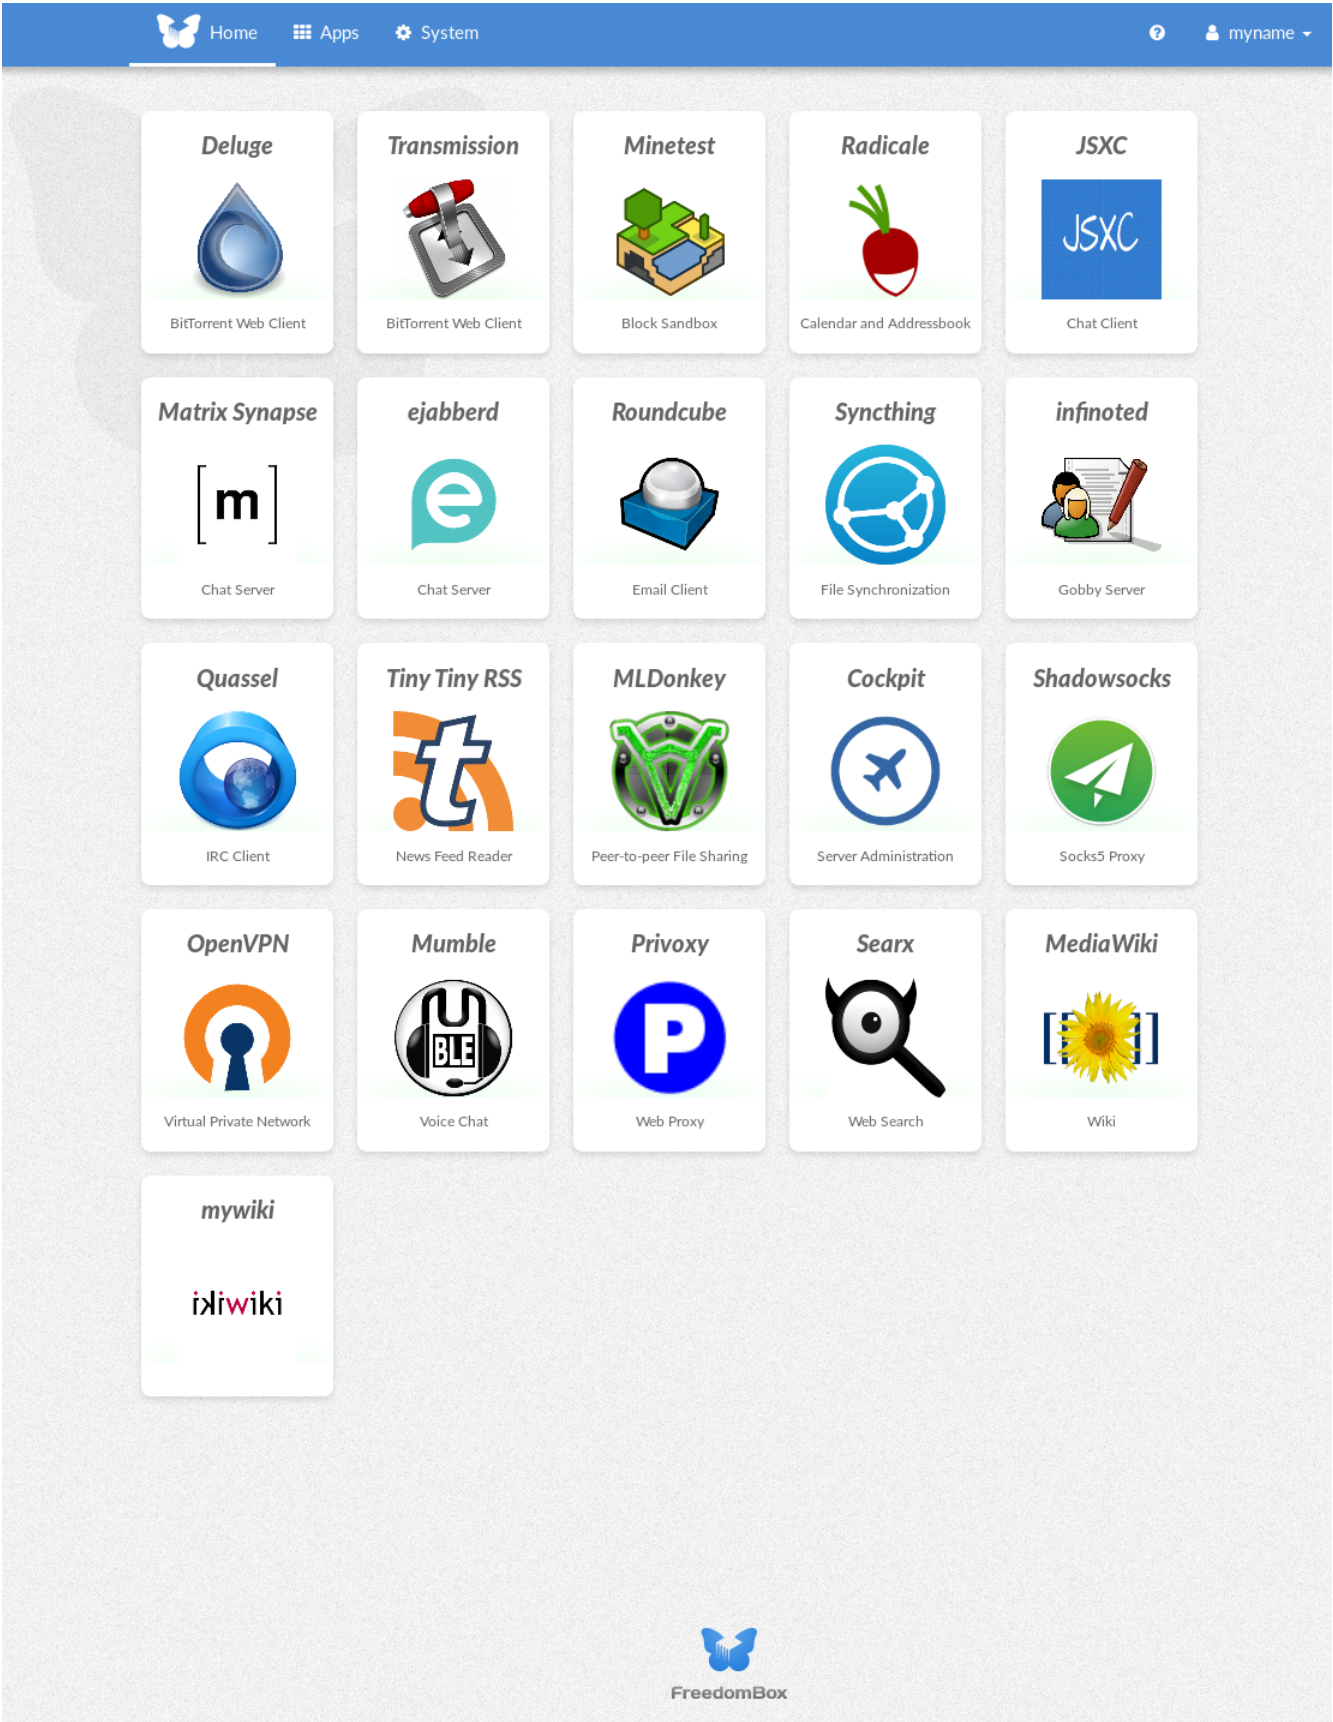 Home Apps System myname
Deluge Transmission Minetest Radicale JSXC
JSXC
BitTorrent Web Client BitTorrent Web Client Block Sandbox Calendar and Addressbook Chat Client
Matrix Synapse ejabberd Roundcube Syncthing infinoted
[m] e
Chat Server Chat Server Email Client File Synchronization Gobby Server
Quassel Tiny Tiny RSS MLDonkey Cockpit Shadowsocks
t
IRC Client News Feed Reader Peer-to-peer File Sharing Server Administration Socks5 Proxy
OpenVPN Mumble Privoxy Searx MediaWiki
BLE P [[ ]]
Virtual Private Network Voice Chat Web Proxy Web Search Wiki
mywiki
ikiwiki
FreedomBox